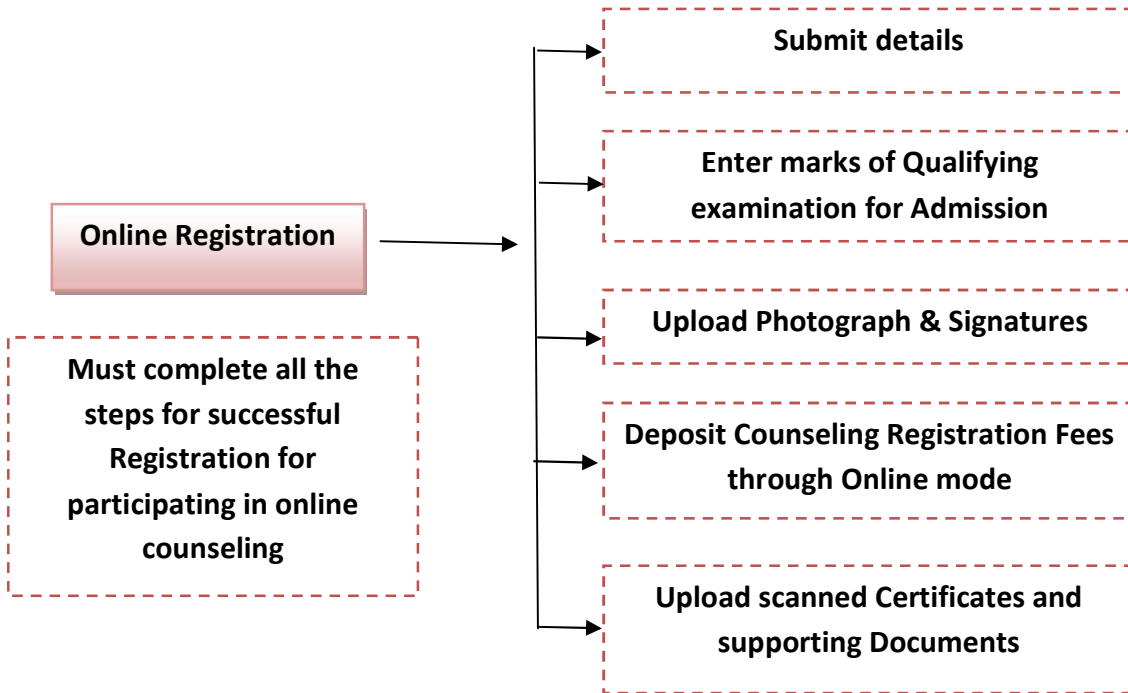 Online Registration
Must complete all the
steps for successful
Registration for
participating in online
counseling
Submit details
Enter marks of Qualifying
examination for Admission
Upload Photograph & Signatures
Deposit Counseling Registration Fees
through Online mode
Upload scanned Certificates and
supporting Documents